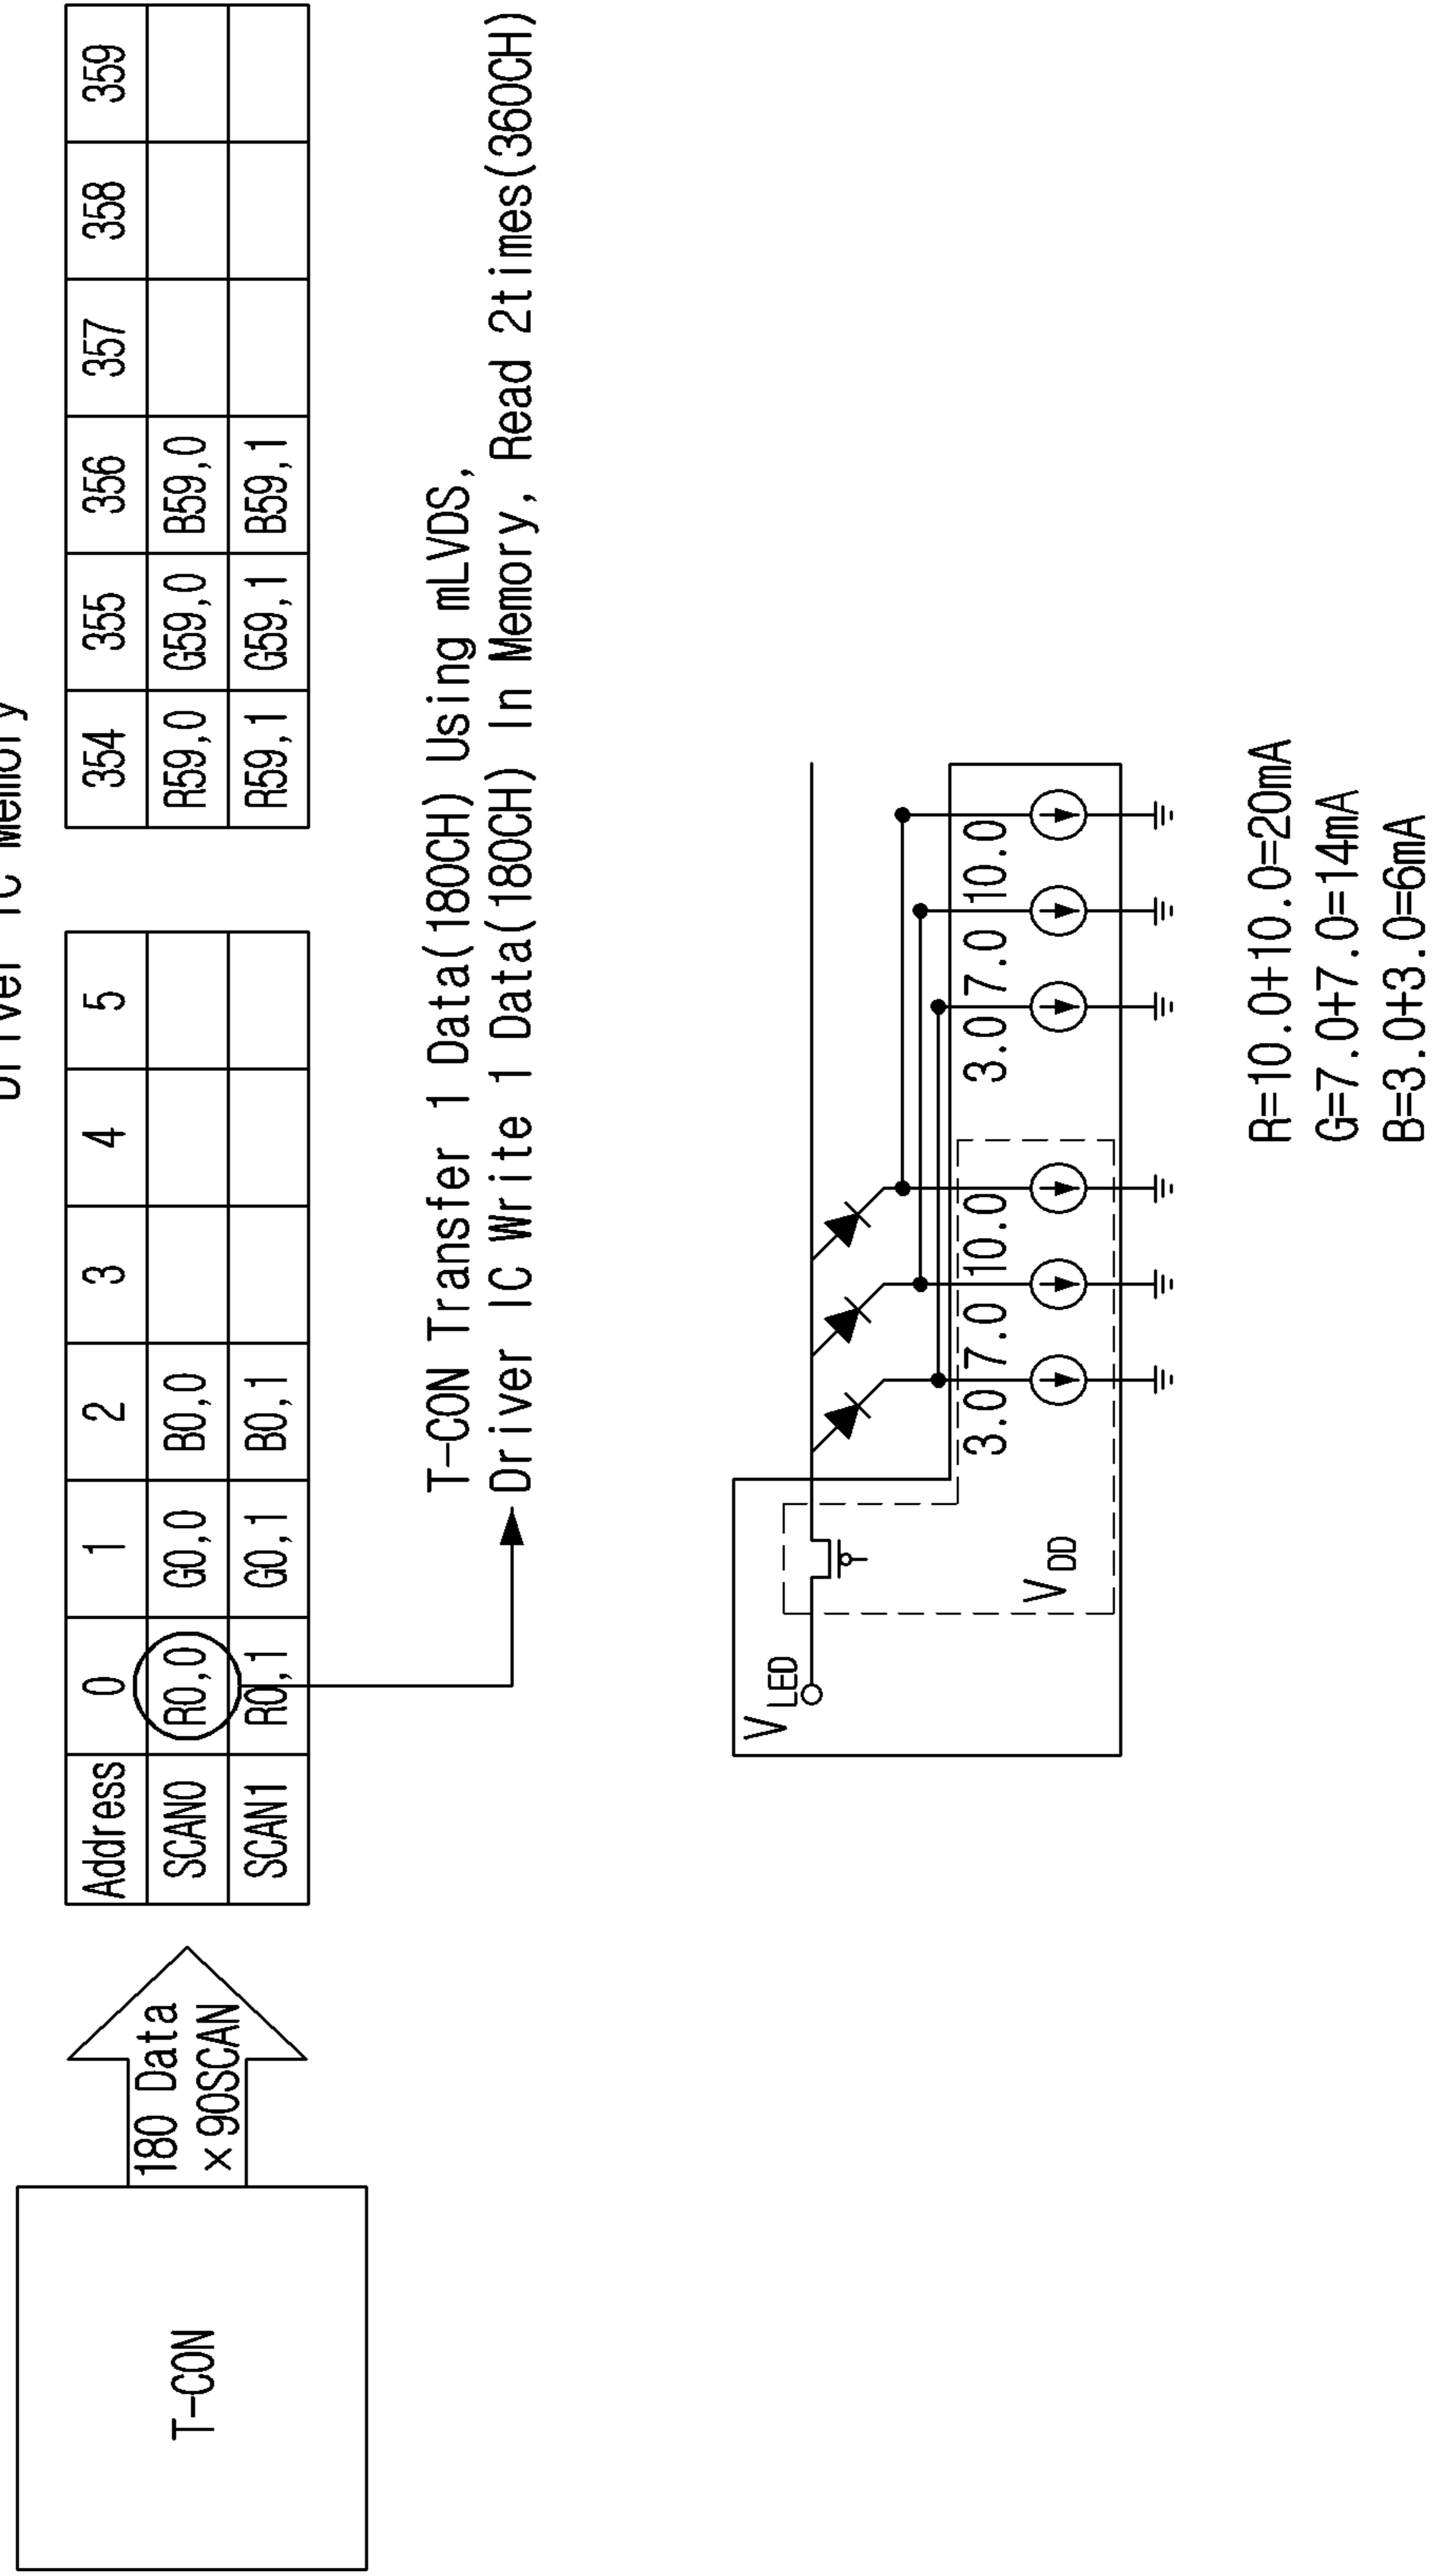 Driver IC Memory
T-CON
180 Data
×90SCAN
Address 0 1 2 3 4 5 354 355 356 357 358 359
SCAN0 R0,0 G0,0 B0,0 R59,0 G59,0 B59,0
SCAN1 R0,1 G0,1 B0,1 R59,1 G59,1 B59,1
T-CON Transfer 1 Data(180CH) Using mLVDS,
Driver IC Write 1 Data(180CH) In Memory, Read 2times(360CH)
VLED
VDD
3.0 7.0 10.0 3.0 7.0 10.0
R=10.0+10.0=20mA
G=7.0+7.0=14mA
B=3.0+3.0=6mA